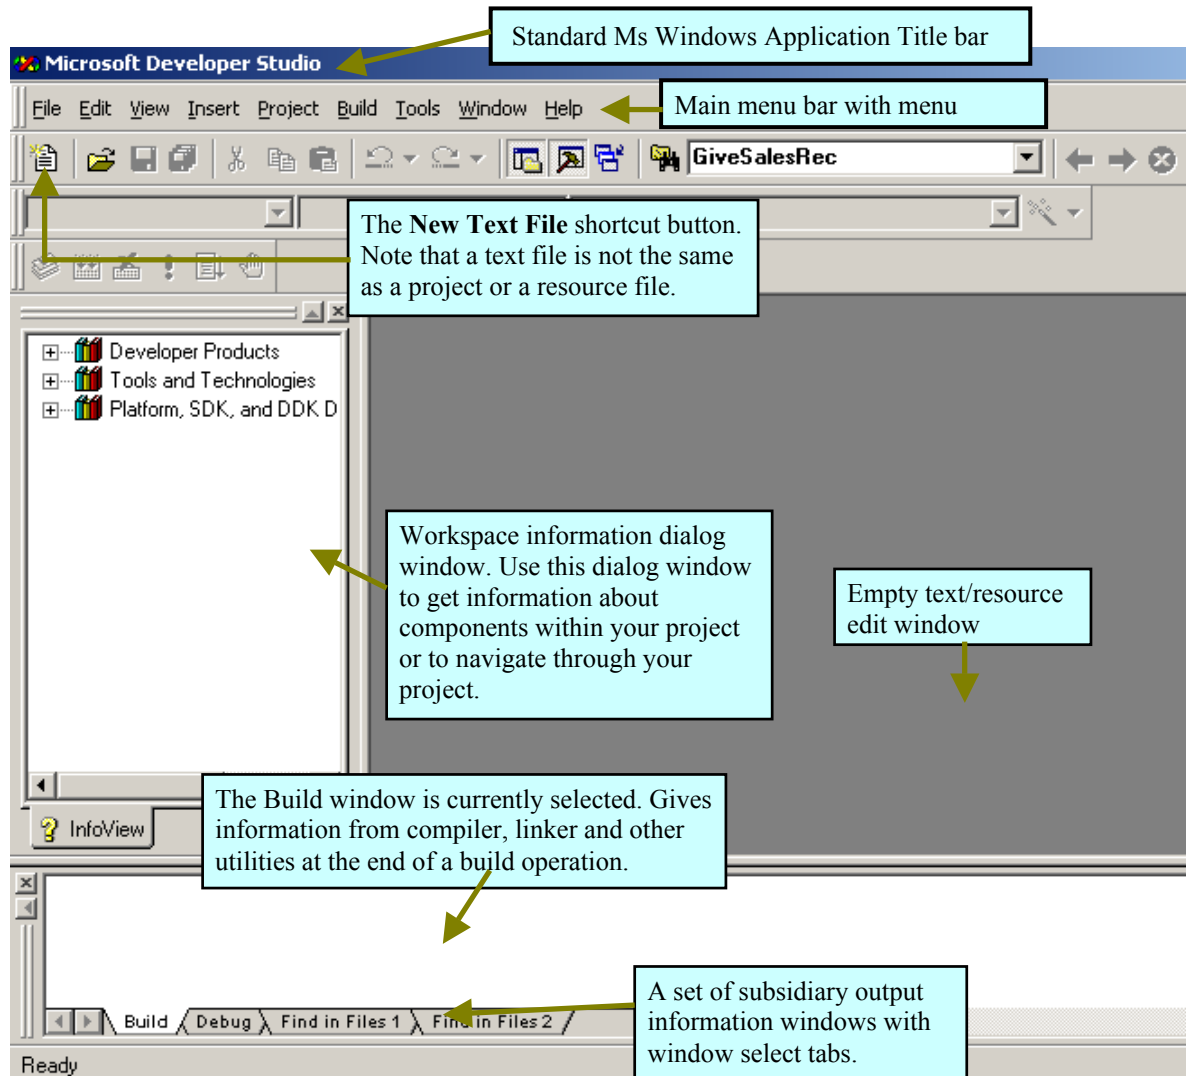 Standard Ms Windows Application Title bar
Microsoft Developer Studio
File Edit View Insert Project Build Tools Window Help
Main menu bar with menu
GiveSalesRec
The New Text File shortcut button.
Note that a text file is not the same
as a project or a resource file.
Developer Products
Tools and Technologies
Platform, SDK, and DDK D
Workspace information dialog
window. Use this dialog window
to get information about
components within your project
or to navigate through your
project.
Empty text/resource
edit window
The Build window is currently selected. Gives
information from compiler, linker and other
utilities at the end of a build operation.
InfoView
A set of subsidiary output
information windows with
window select tabs.
Build Debug Find in Files 1 Find in Files 2
Ready